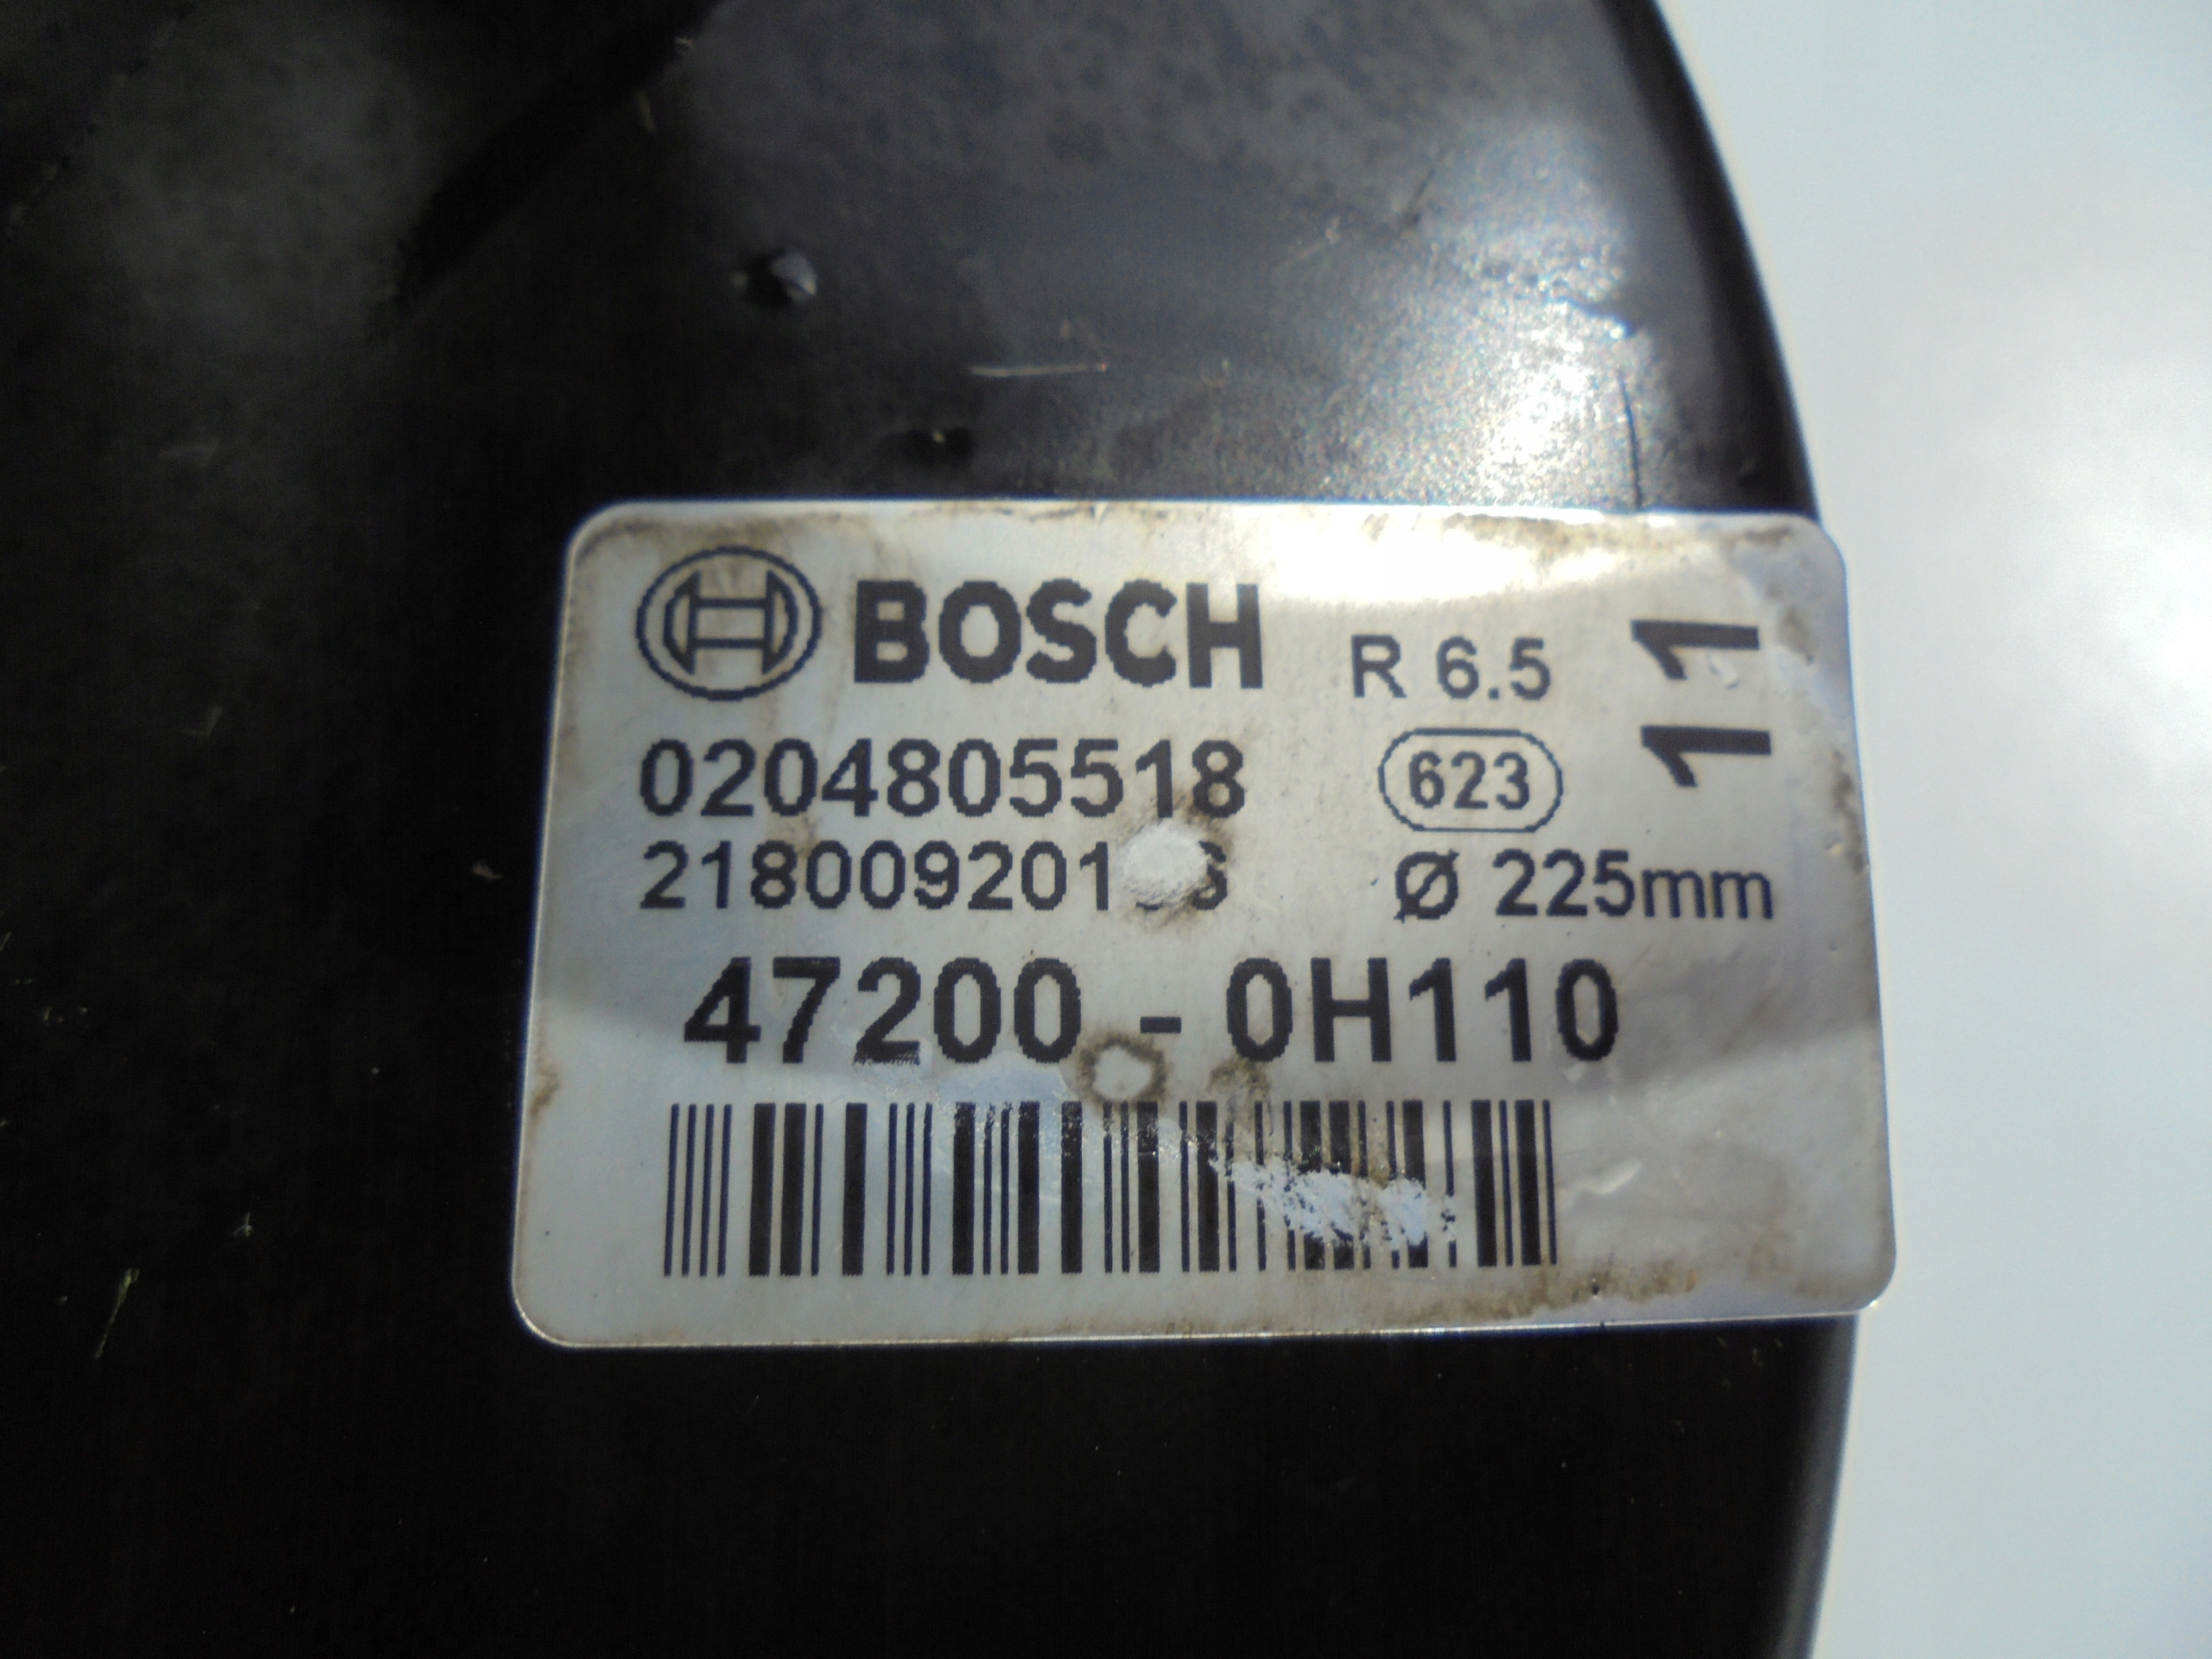 BOSCH R 6.5
11
0204805518 623
Ø 225mm
47200 - 0H110